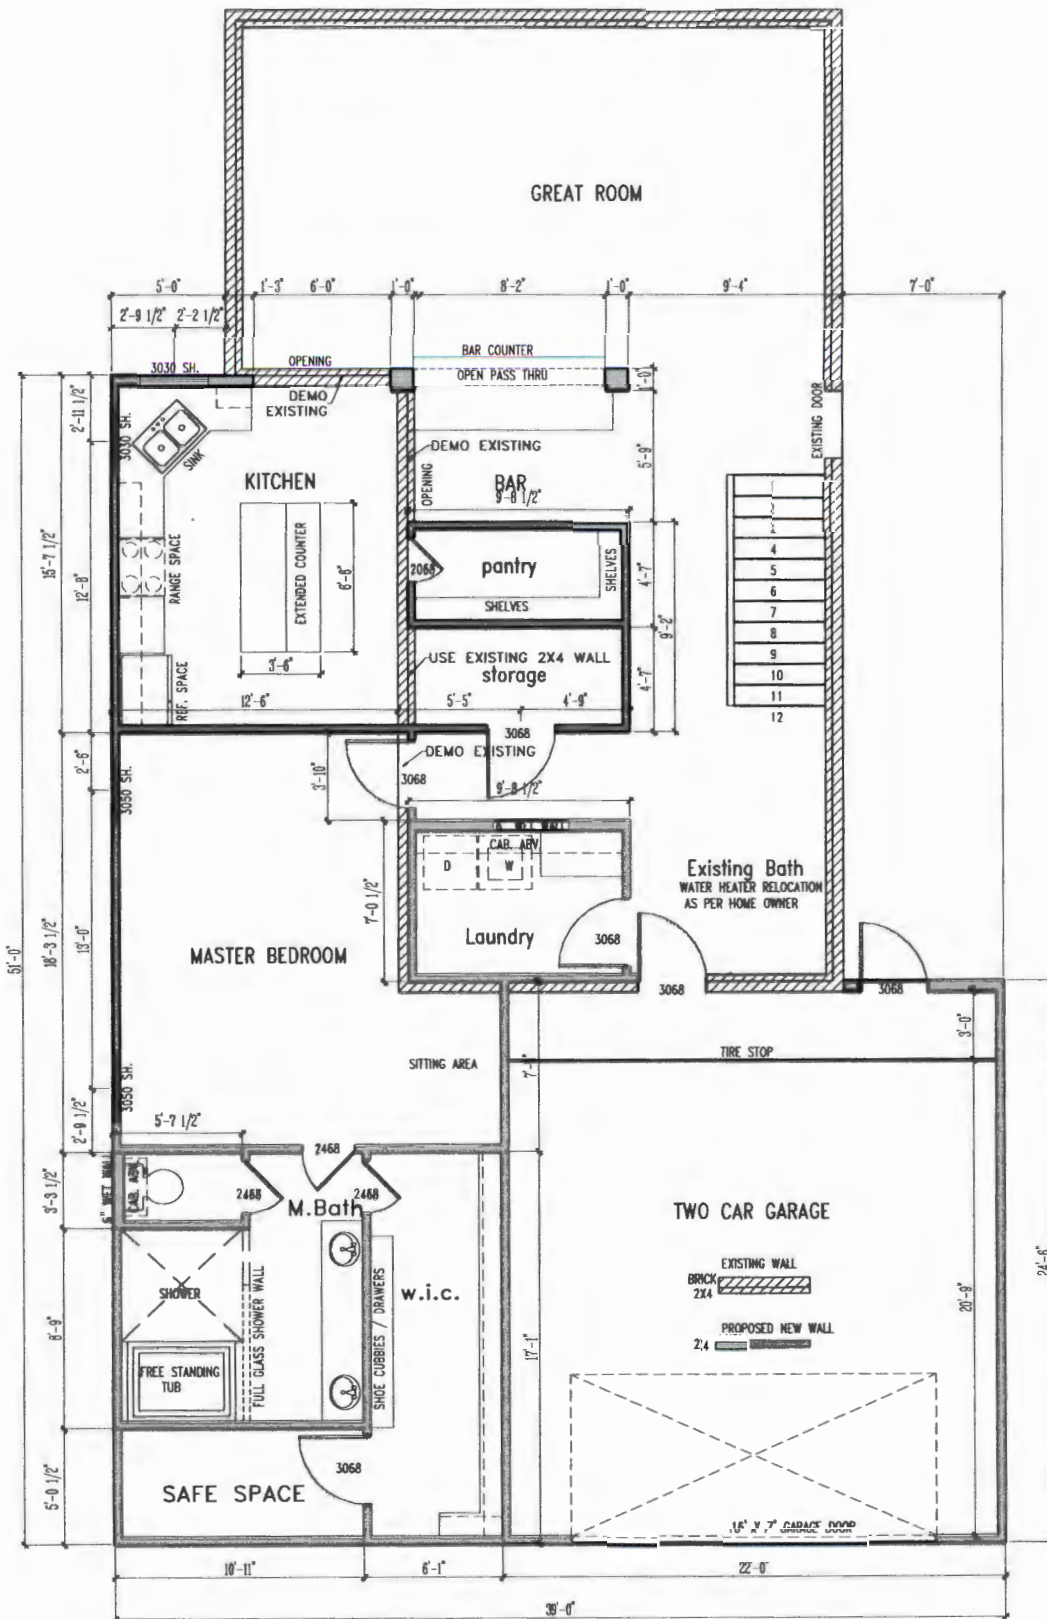 GREAT ROOM
5'-0"
1'-3"
6'-0"
1'-0"
8'-2"
1'-0"
9'-4"
7'-0"
2'-9 1/2"
2'-2 1/2"
3030 SH.
OPENING
BAR COUNTER
OPEN PASS THRU
1'-0"
DEMO
EXISTING
2'-11 1/2"
3030 SH.
SINK
KITCHEN
DEMO EXISTING
OPENING
BAR
9'-8 1/2"
5'-9"
EXISTING DOOR
15'-7 1/2"
12'-8"
RANGE SPACE
EXTENDED COUNTER
6'-6"
2068
pantry
SHELVES
SHELVES
4'-7"
9'-2"
4
5
6
7
8
9
10
11
12
3'-6"
REF. SPACE
USE EXISTING 2X4 WALL
storage
4'-7"
12'-6"
5'-5"
4'-9"
3068
2'-6"
3050 SH.
3'-10"
DEMO EXISTING
3068
9'-8 1/2"
CAB. ABV.
D
W
7'-0 1/2"
Laundry
3068
Existing Bath
WATER HEATER RELOCATION
AS PER HOME OWNER
51'-0"
18'-3 1/2"
13'-0"
MASTER BEDROOM
3068
3068
3'-0"
TIRE STOP
SITTING AREA
3050 SH.
2'-9 1/2"
5'-7 1/2"
2468
3'-3 1/2"
6" WET WALL
CAB. ABV.
2468
2468
M.Bath
TWO CAR GARAGE
24'-6"
SHOWER
FULL GLASS SHOWER WALL
SHOE CUBBIES / DRAWERS
w.i.c.
EXISTING WALL
BRICK
2X4
PROPOSED NEW WALL
20'-9"
8'-9"
FREE STANDING
TUB
17'-1"
5'-0 1/2"
SAFE SPACE
3068
16' X 7' GARAGE DOOR
10'-11"
6'-1"
22'-0"
39'-0"